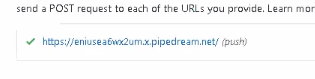 send a POST request to each of the URLs you provide. Learn mor
https://eniusea6wx2um.x.pipedream.net/ (push)